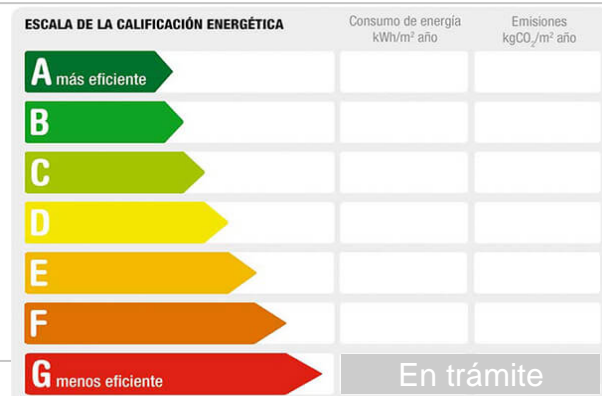 ESCALA DE LA CALIFICACIÓN ENERGÉTICA
Consumo de energía
kWh/m² año
Emisiones
kgCO₂/m² año
A más eficiente
B
C
D
E
F
G menos eficiente
En trámite